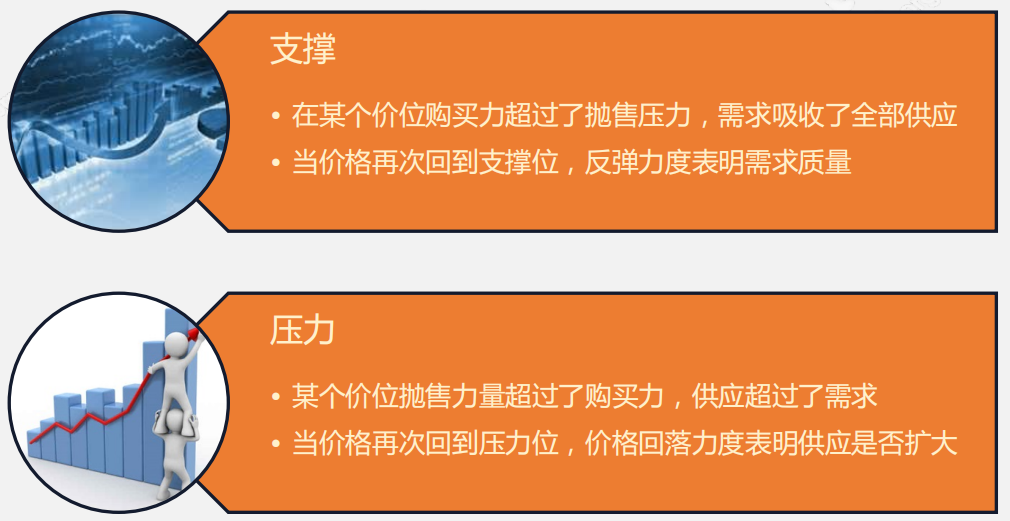 支撑
• 在某个价位购买力超过了抛售压力，需求吸收了全部供应
• 当价格再次回到支撑位，反弹力度表明需求质量
压力
• 某个价位抛售力量超过了购买力，供应超过了需求
• 当价格再次回到压力位，价格回落力度表明供应是否扩大